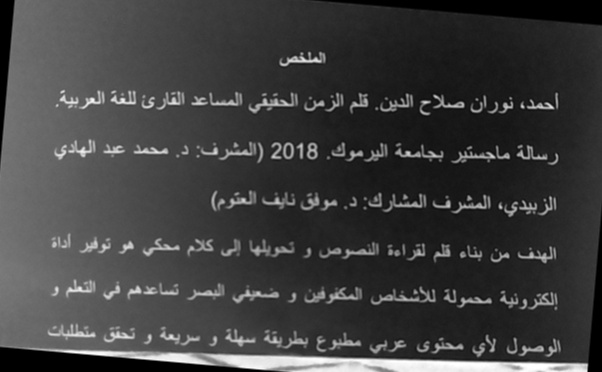 الملخص
أحمد، نوران صلاح الدين. قلم الزمن الحقيقي المساعد القارئ للغة العربية.
رسالة ماجستير بجامعة اليرموك. 2018 (المشرف: د. محمد عبد الهادي
الزبيدي، المشرف المشارك: د. موفق نايف العتوم)
الهدف من بناء قلم لقراءة النصوص و تحويلها إلى كلام محكي هو توفير أداة
إلكترونية محمولة للأشخاص المكفوفين و ضعيفي البصر تساعدهم في التعلم و
الوصول لأي محتوى عربي مطبوع بطريقة سهلة و سريعة و تحقق متطلبات